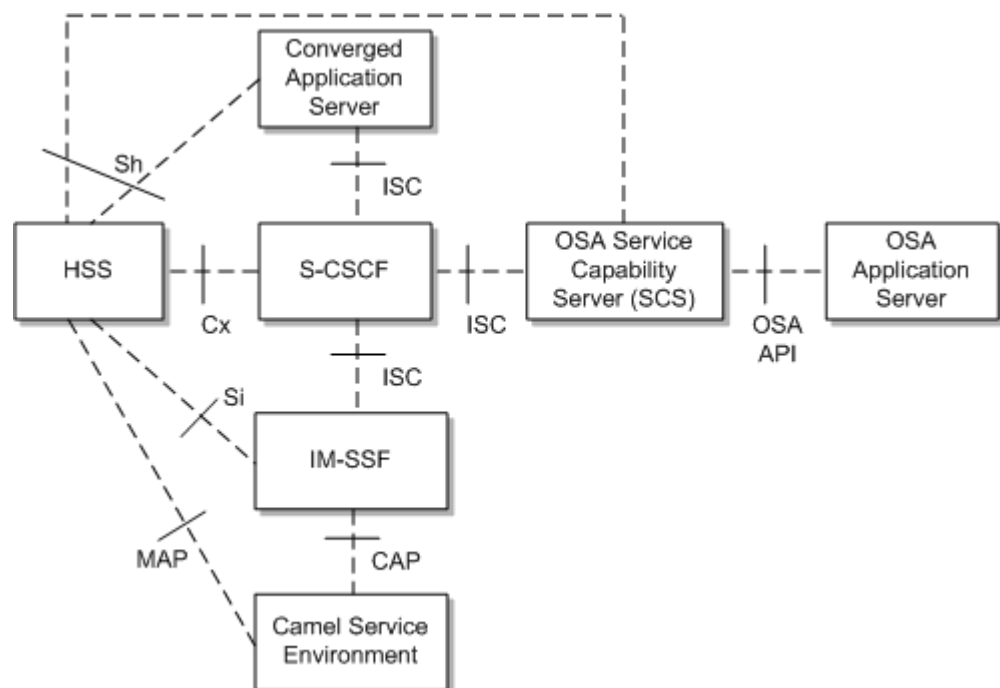 Converged
Application
Server
Sh
ISC
HSS
S-CSCF
OSA Service
Capability
Server (SCS)
OSA
Application
Server
Cx
ISC
OSA
API
ISC
Si
IM-SSF
MAP
CAP
Camel Service
Environment